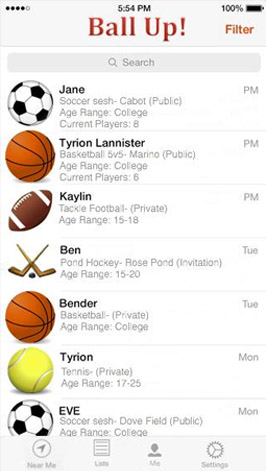 5:54 PM
100%
Ball Up!
Filter
Search
Jane
PM
Soccer sesh- Cabot (Public)
Age Range: College
Current Players: 8
Tyrion Lannister
PM
Basketball 5v5- Marino (Public)
Age Range: College
Current Players: 6
Kaylin
PM
Tackle Football- (Private)
Age Range: 15-18
Ben
Tue
Pond Hockey- Rose Pond (Invitation)
Age Range: 15-20
Bender
Tue
Basketball- (Private)
Age Range: College
Tyrion
Mon
Tennis- (Private)
Age Range: 17-25
EVE
Mon
Soccer sesh- Dove Field (Public)
Age Range: College
Near Me
Lists
Me
Settings